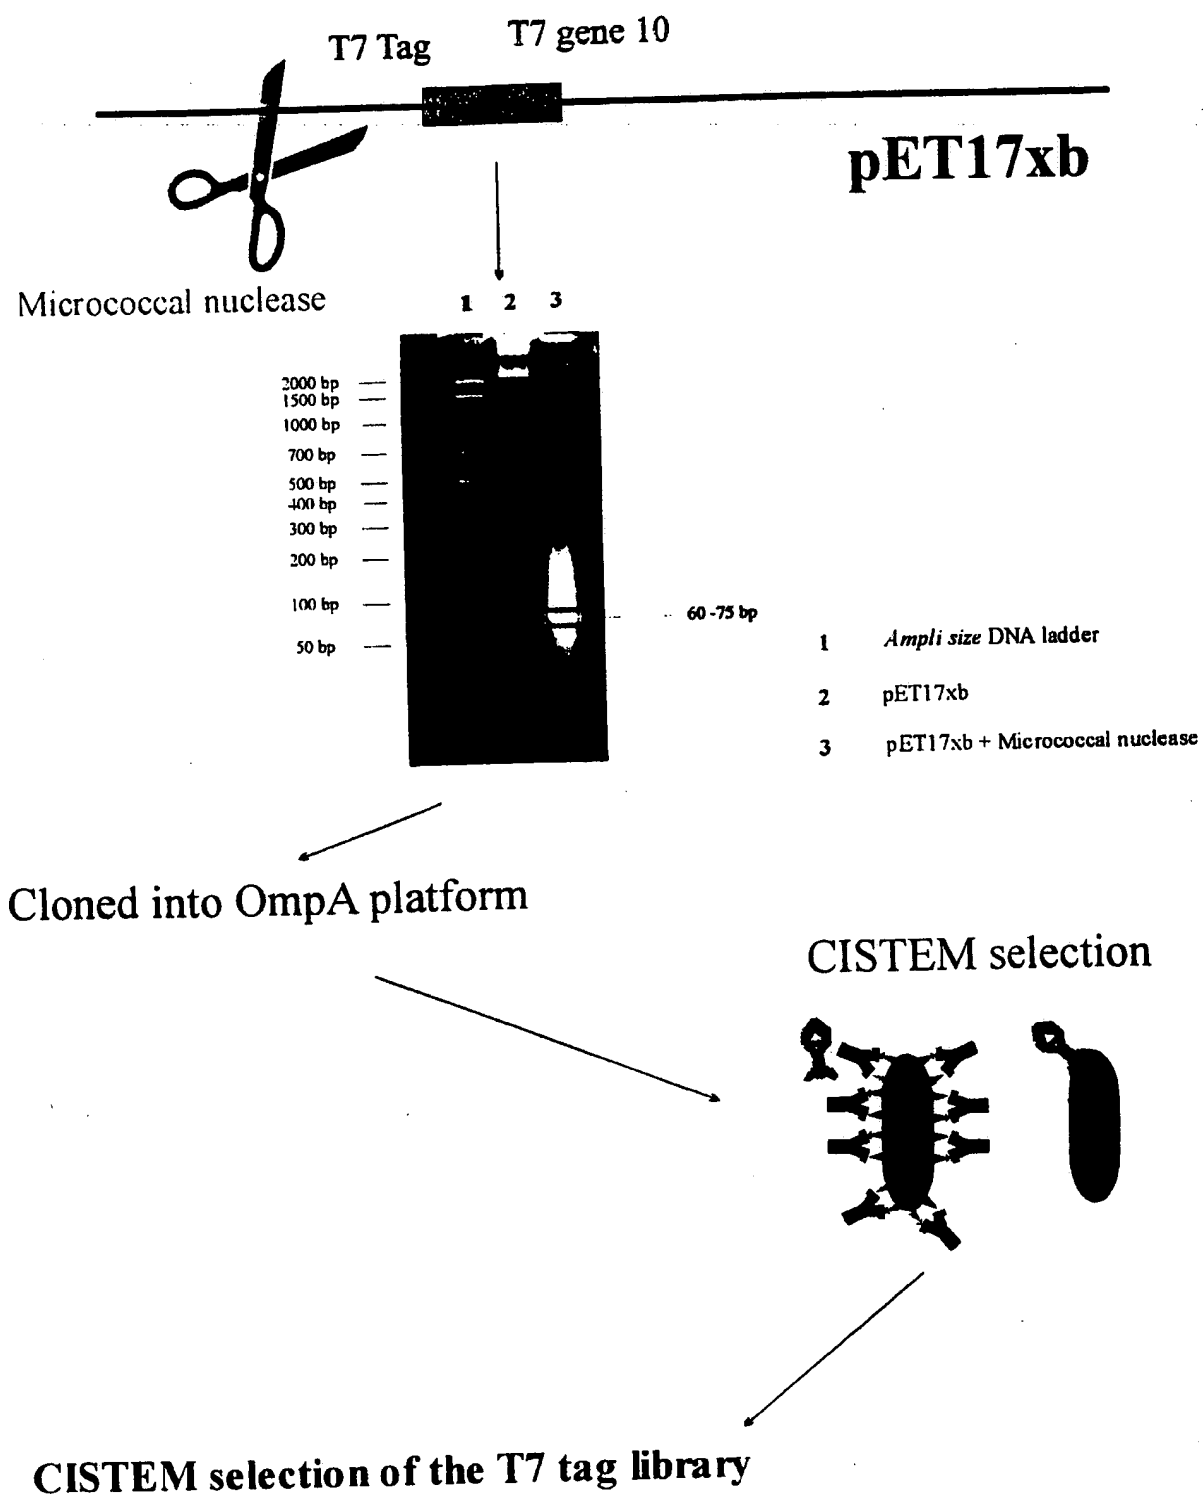 T7 Tag
T7 gene 10
pET17xb
Micrococcal nuclease
1 2 3
2000 bp
1500 bp
1000 bp
700 bp
500 bp
400 bp
300 bp
200 bp
100 bp
50 bp
60 -75 bp
1 Ampli size DNA ladder
2 pET17xb
3 pET17xb + Micrococcal nuclease
Cloned into OmpA platform
CISTEM selection
CISTEM selection of the T7 tag library